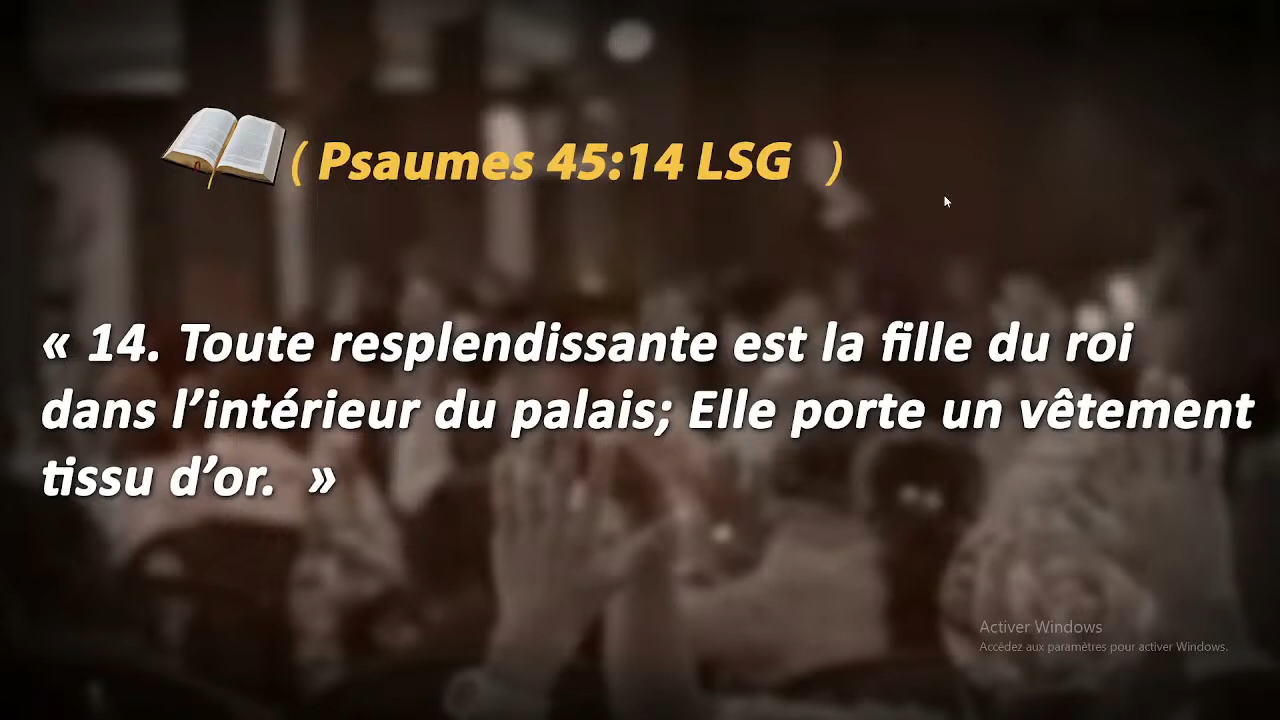 ( Psaumes 45:14 LSG )
« 14. Toute resplendissante est la fille du roi
dans l’intérieur du palais; Elle porte un vêtement
tissu d’or. »
Activer Windows
Accédez aux paramètres pour activer Windows.